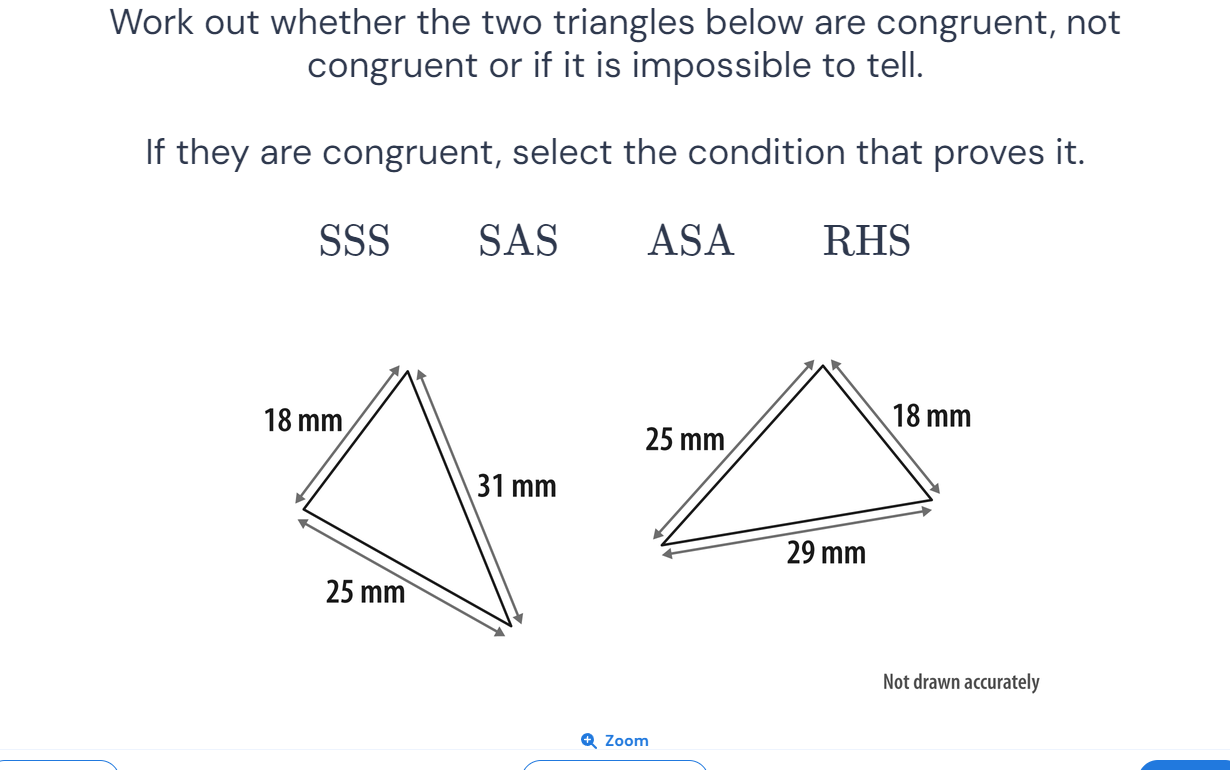 Work out whether the two triangles below are congruent, not
congruent or if it is impossible to tell.
If they are congruent, select the condition that proves it.
SSS SAS ASA RHS
18 mm
31 mm
25 mm
25 mm
18 mm
29 mm
Not drawn accurately
Zoom